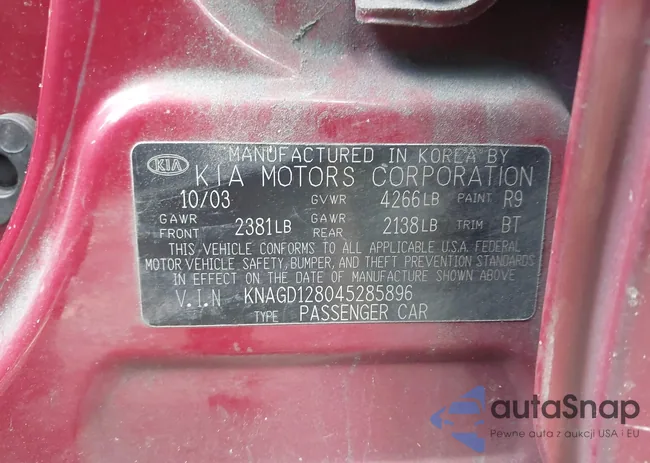 KIA
MANUFACTURED IN KOREA BY
KIA MOTORS CORPORATION
10/03 GVWR 4266LB PAINT R9
GAWR FRONT 2381LB GAWR REAR 2138LB TRIM BT
THIS VEHICLE CONFORMS TO ALL APPLICABLE U.S.A. FEDERAL
MOTOR VEHICLE SAFETY, BUMPER, AND THEFT PREVENTION STANDARDS
IN EFFECT ON THE DATE OF MANUFACTURE SHOWN ABOVE
V.I.N KNAGD128045285896
TYPE PASSENGER CAR
autaSnap
Pewne auta z aukcji USA i EU